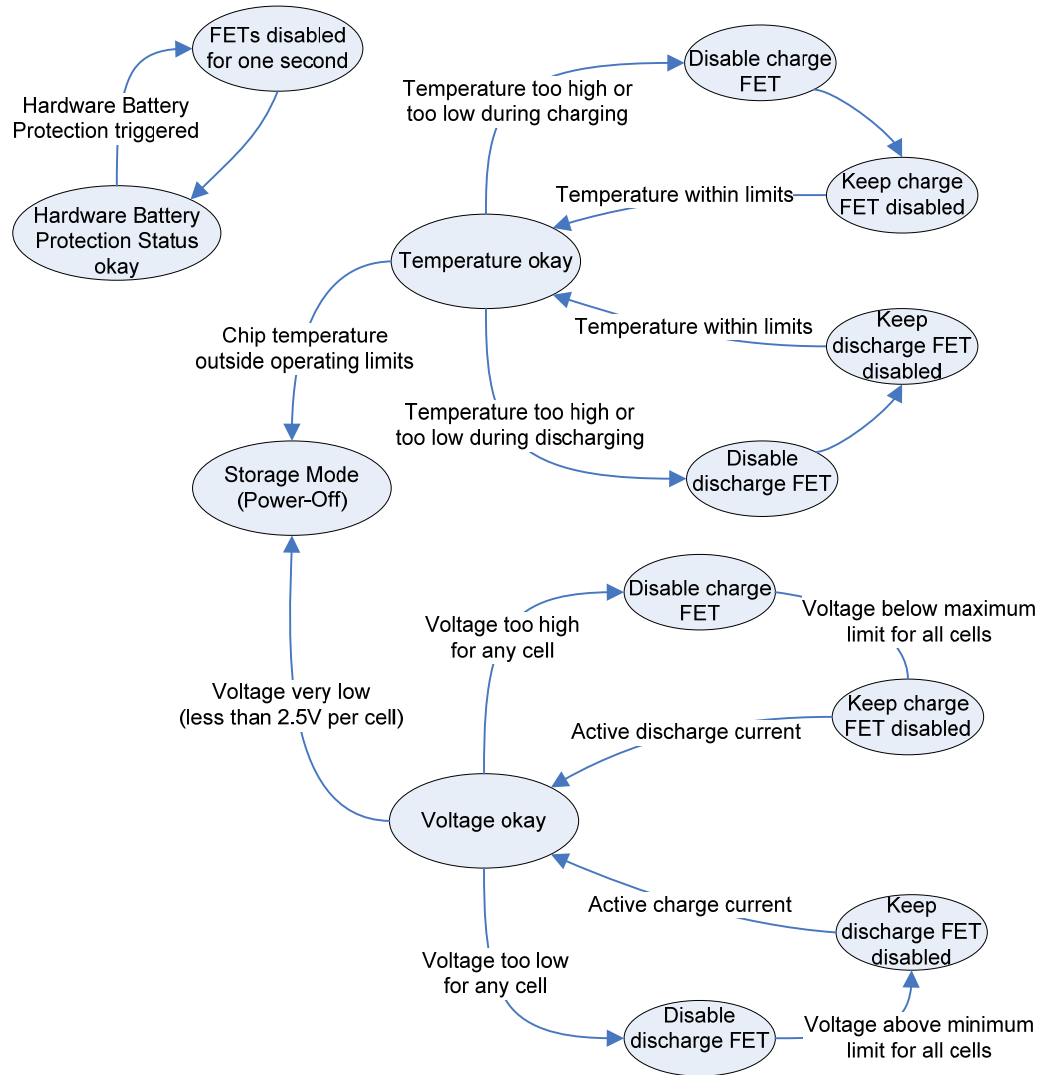 FETs disabled
for one second
Hardware Battery
Protection triggered
Hardware Battery
Protection Status
okay
Disable charge
FET
Temperature too high or
too low during charging
Keep charge
FET disabled
Temperature within limits
Temperature okay
Chip temperature
outside operating limits
Temperature within limits
Keep
discharge FET
disabled
Temperature too high or
too low during discharging
Disable
discharge FET
Storage Mode
(Power-Off)
Disable charge
FET
Voltage below maximum
limit for all cells
Voltage too high
for any cell
Voltage very low
(less than 2.5V per cell)
Keep charge
FET disabled
Active discharge current
Voltage okay
Active charge current
Keep
discharge FET
disabled
Voltage too low
for any cell
Disable
discharge FET
Voltage above minimum
limit for all cells